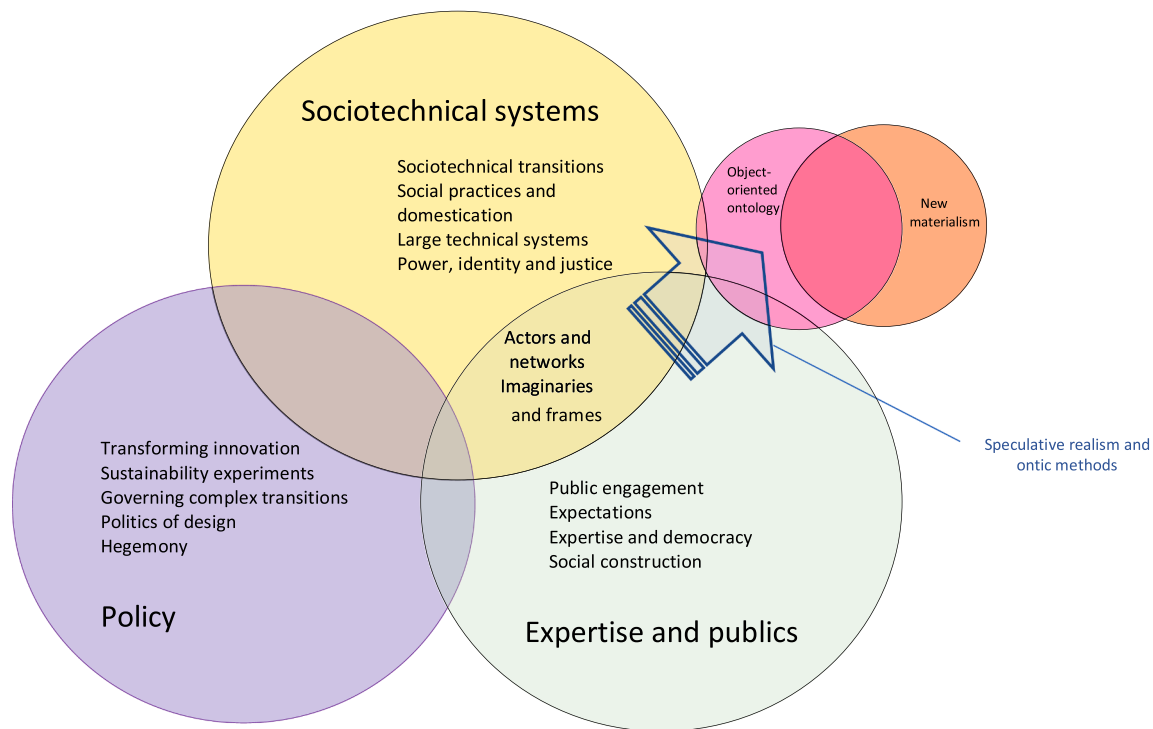 Sociotechnical systems
Sociotechnical transitions
Social practices and
domestication
Large technical systems
Power, identity and justice
Object-
oriented
ontology
New
materialism
Actors and
networks
Imaginaries
and frames
Speculative realism and
ontic methods
Transforming innovation
Sustainability experiments
Governing complex transitions
Politics of design
Hegemony
Policy
Public engagement
Expectations
Expertise and democracy
Social construction
Expertise and publics